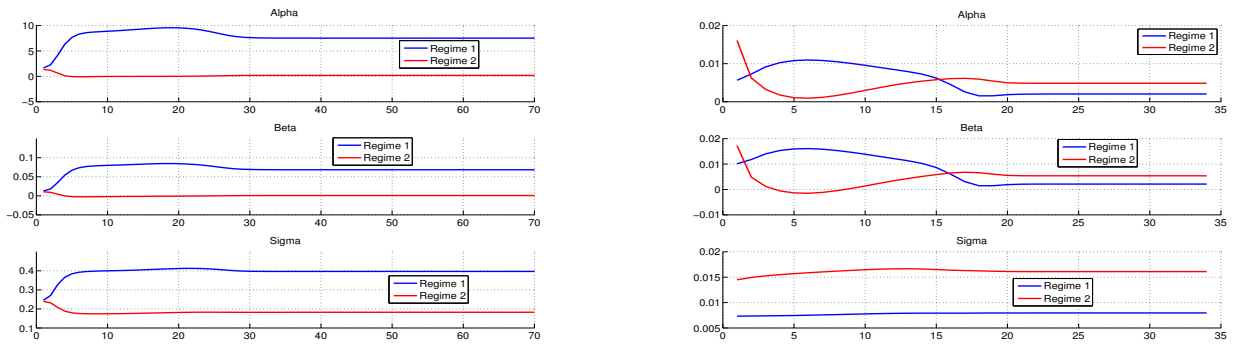 Alpha
10
5
0
−5
Regime 1
Regime 2
0 10 20 30 40 50 60 70
Beta
0.1
0.05
0
−0.05
Regime 1
Regime 2
0 10 20 30 40 50 60 70
Sigma
0.4
0.3
0.2
0.1
Regime 1
Regime 2
0 10 20 30 40 50 60 70
Alpha
0.02
0.01
0
Regime 1
Regime 2
0 5 10 15 20 25 30 35
Beta
0.02
0.01
0
−0.01
Regime 1
Regime 2
0 5 10 15 20 25 30 35
Sigma
0.02
0.015
0.01
0.005
Regime 1
Regime 2
0 5 10 15 20 25 30 35